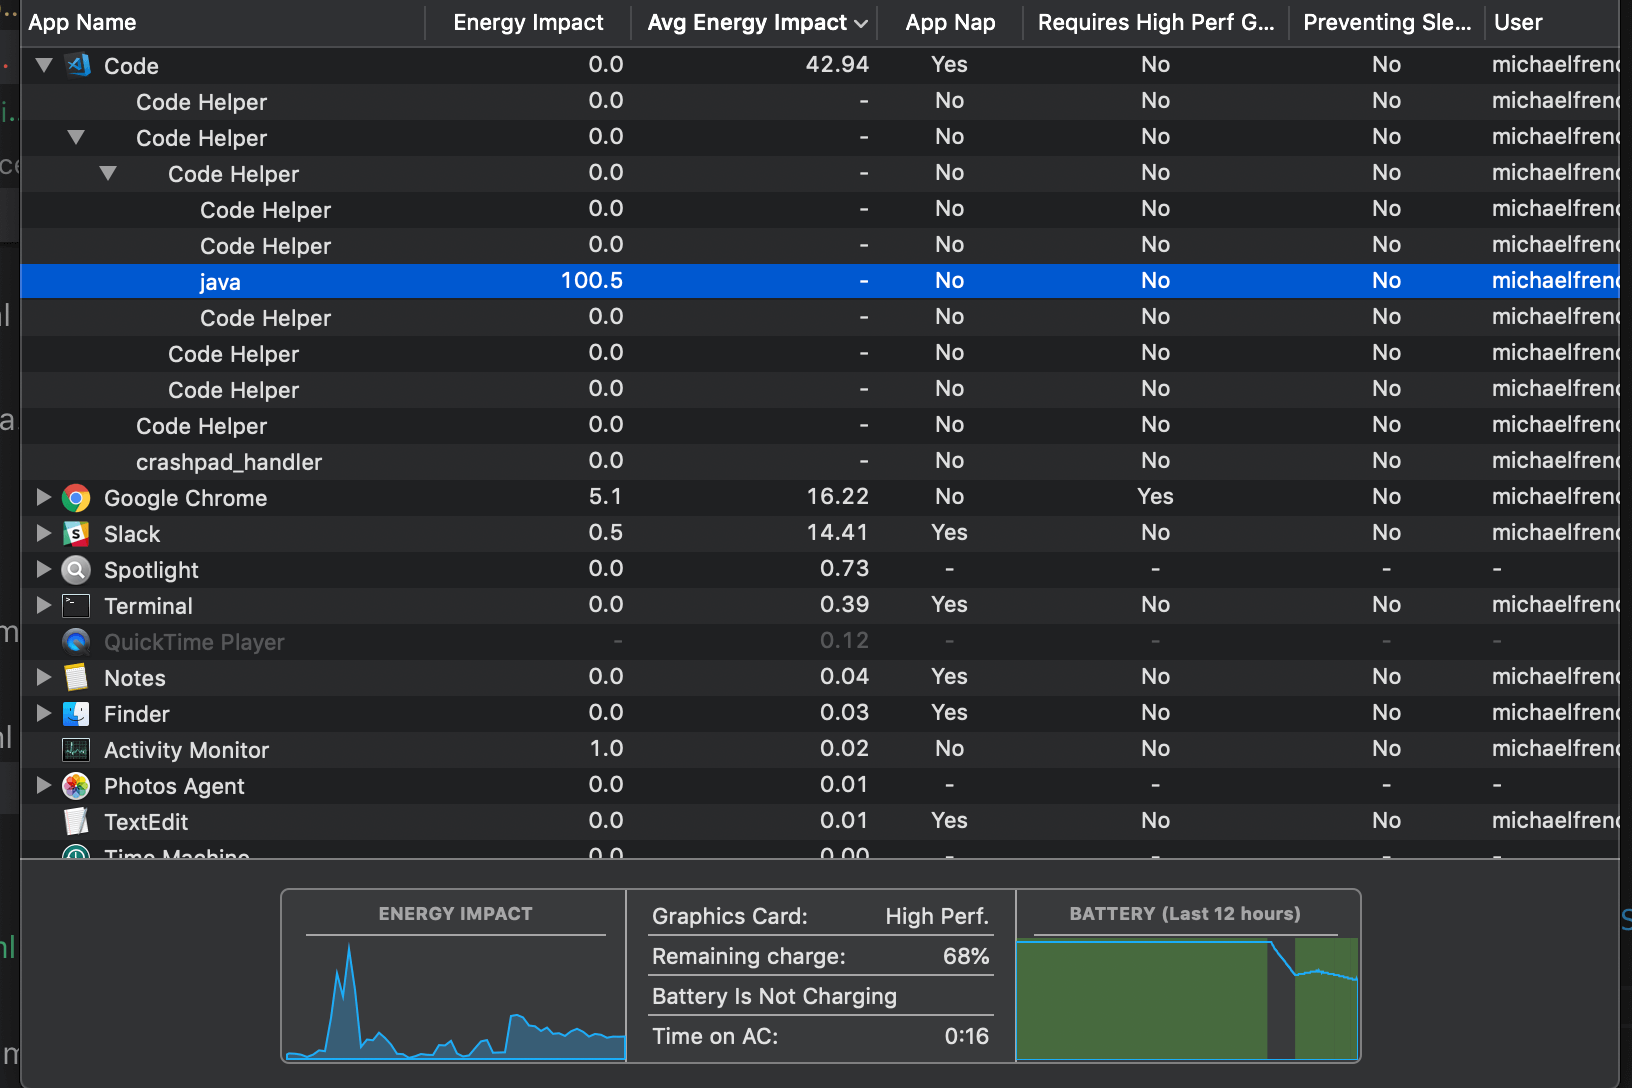 App Name Energy Impact Avg Energy Impact App Nap Requires High Perf G... Preventing Sle... User
Code 0.0 42.94 Yes No No michaelfrenc
Code Helper 0.0 - No No No michaelfrenc
Code Helper 0.0 - No No No michaelfrenc
Code Helper 0.0 - No No No michaelfrenc
Code Helper 0.0 - No No No michaelfrenc
Code Helper 0.0 - No No No michaelfrenc
java 100.5 - No No No michaelfrenc
Code Helper 0.0 - No No No michaelfrenc
Code Helper 0.0 - No No No michaelfrenc
Code Helper 0.0 - No No No michaelfrenc
Code Helper 0.0 - No No No michaelfrenc
crashpad_handler 0.0 - No No No michaelfrenc
Google Chrome 5.1 16.22 No Yes No michaelfrenc
Slack 0.5 14.41 Yes No No michaelfrenc
Spotlight 0.0 0.73 - - - -
Terminal 0.0 0.39 Yes No No michaelfrenc
QuickTime Player - 0.12 - - - -
Notes 0.0 0.04 Yes No No michaelfrenc
Finder 0.0 0.03 Yes No No michaelfrenc
Activity Monitor 1.0 0.02 No No No michaelfrenc
Photos Agent 0.0 0.01 - - - -
TextEdit 0.0 0.01 Yes No No michaelfrenc
Time Machine 0.0 0.00 - - - -
ENERGY IMPACT
Graphics Card: High Perf.
Remaining charge: 68%
Battery Is Not Charging
Time on AC: 0:16
BATTERY (Last 12 hours)